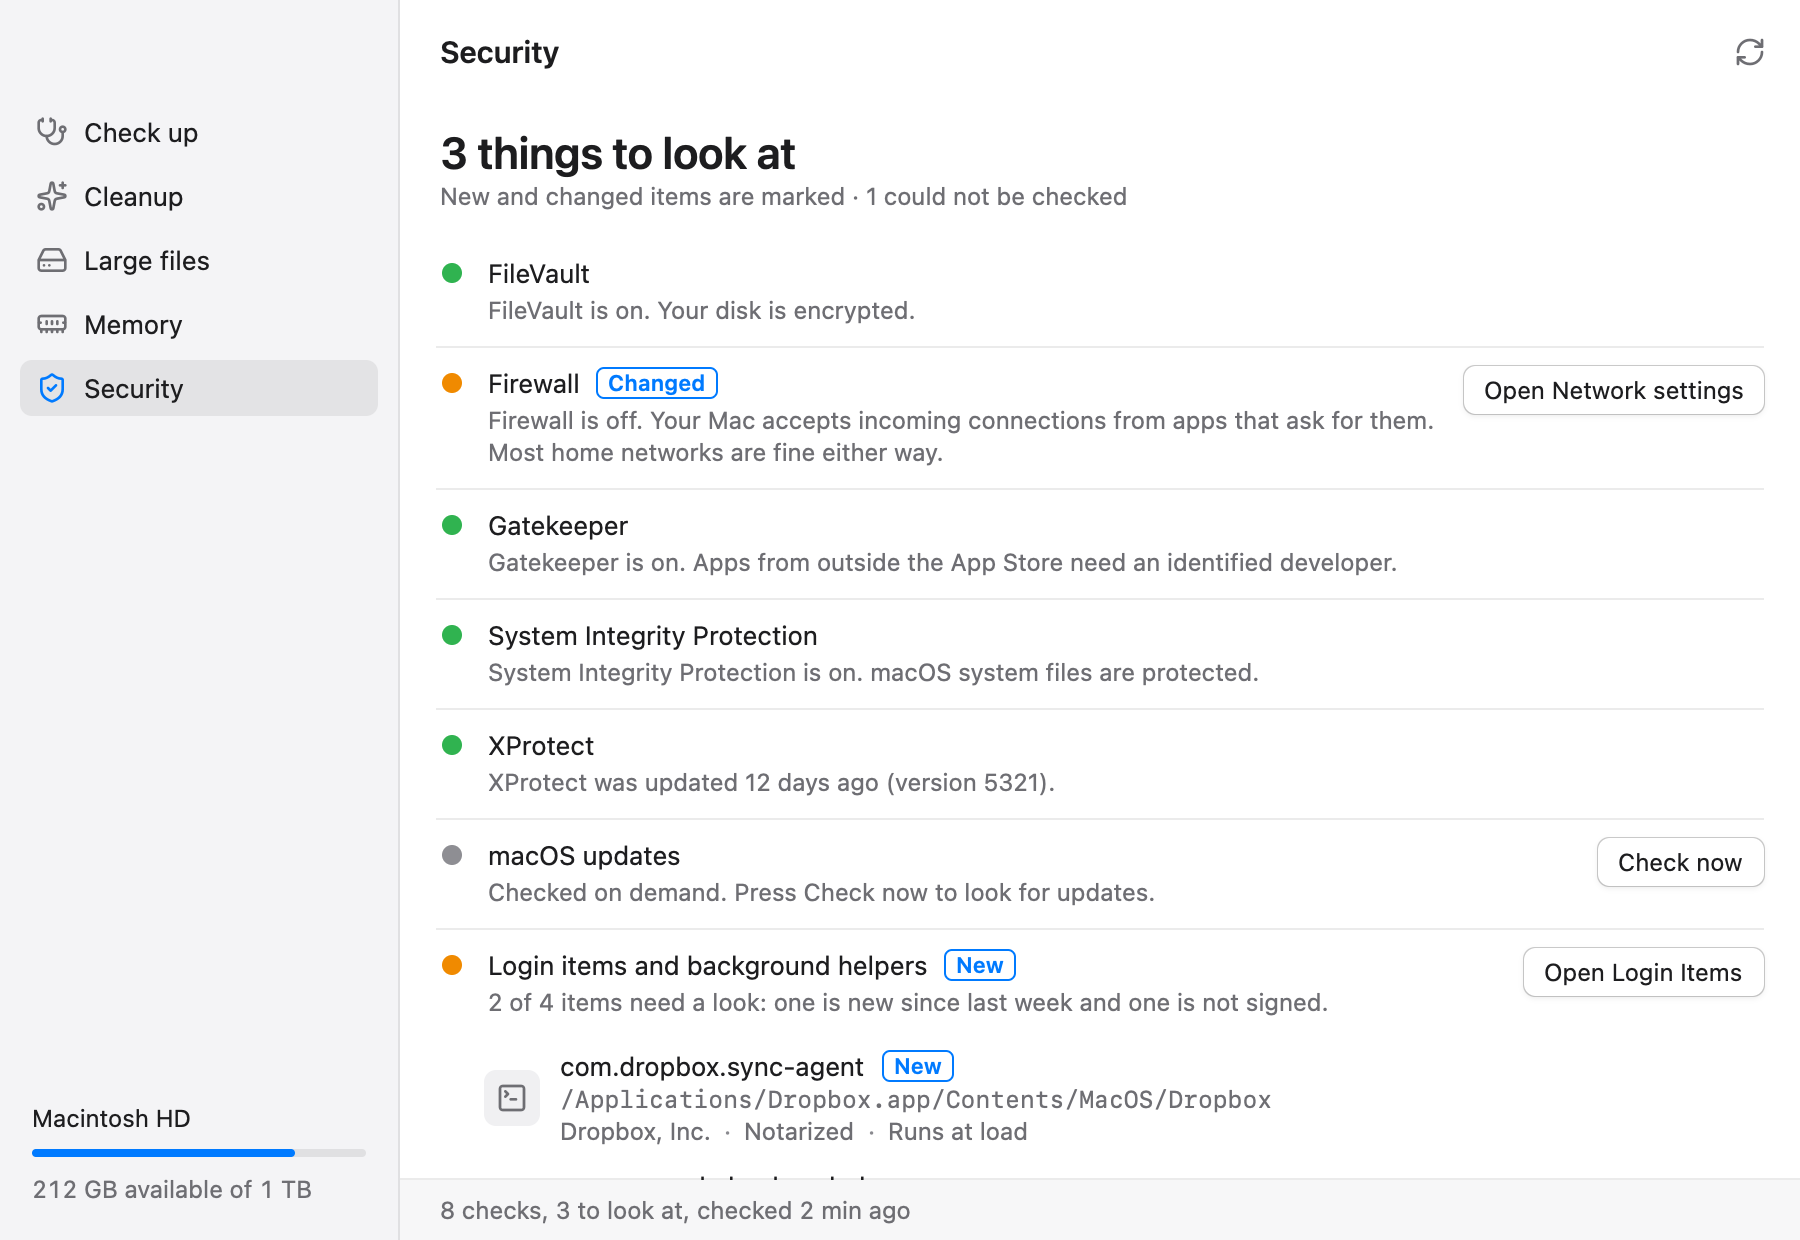 Security
Check up
Cleanup
Large files
Memory
Security
Macintosh HD
212 GB available of 1 TB
3 things to look at
New and changed items are marked · 1 could not be checked
FileVault
FileVault is on. Your disk is encrypted.
Firewall Changed
Open Network settings
Firewall is off. Your Mac accepts incoming connections from apps that ask for them.
Most home networks are fine either way.
Gatekeeper
Gatekeeper is on. Apps from outside the App Store need an identified developer.
System Integrity Protection
System Integrity Protection is on. macOS system files are protected.
XProtect
XProtect was updated 12 days ago (version 5321).
macOS updates
Check now
Checked on demand. Press Check now to look for updates.
Login items and background helpers New
Open Login Items
2 of 4 items need a look: one is new since last week and one is not signed.
com.dropbox.sync-agent New
/Applications/Dropbox.app/Contents/MacOS/Dropbox
Dropbox, Inc. · Notarized · Runs at load
8 checks, 3 to look at, checked 2 min ago